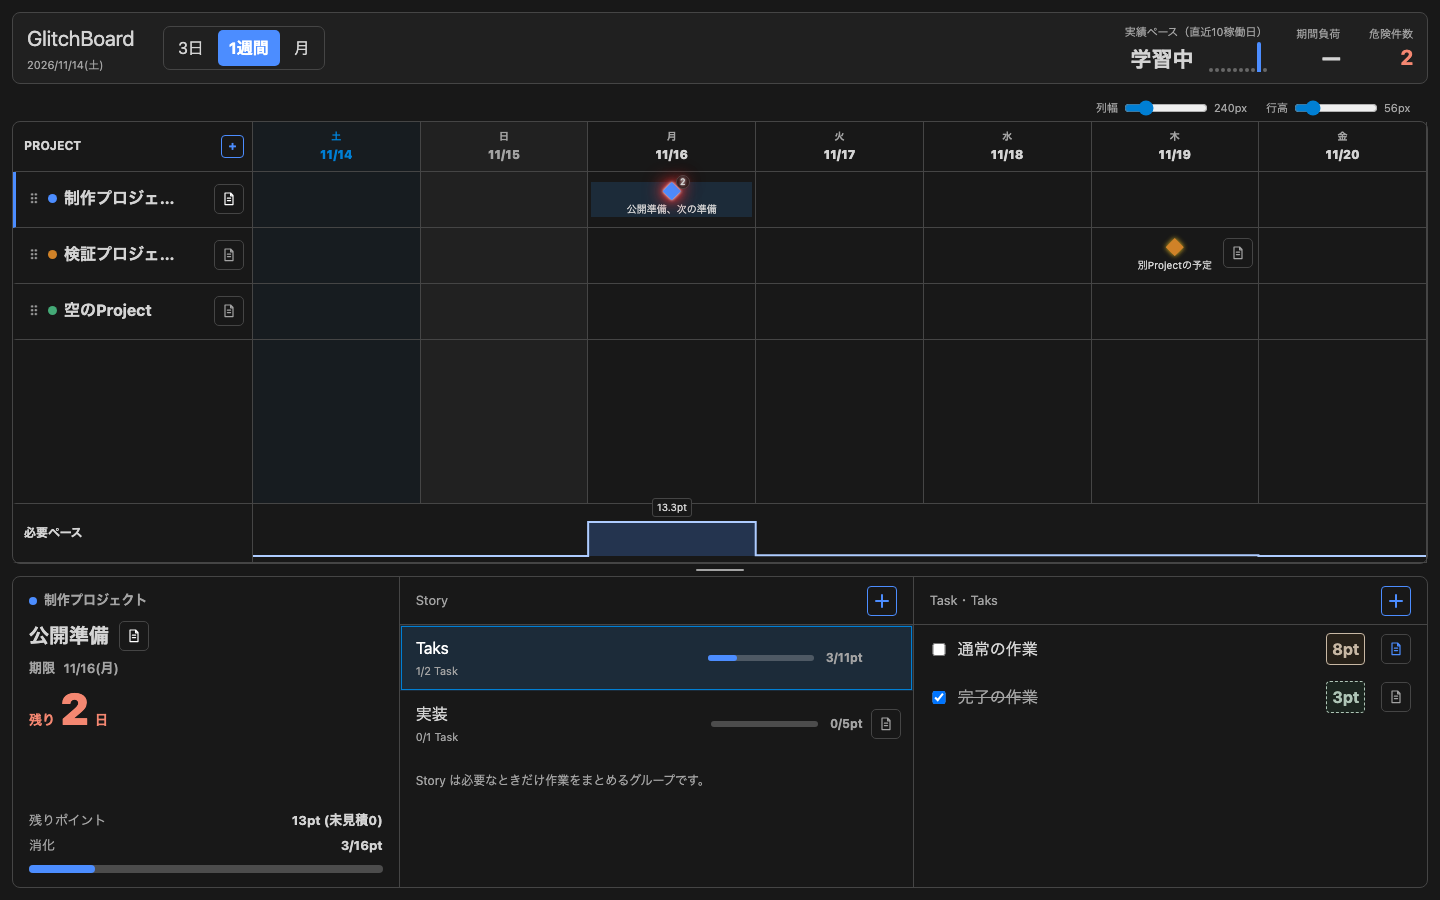 GlitchBoard
2026/11/14(土)
3日 1週間 月
実績ペース（直近10稼働日）
学習中
期間負荷
—
危険件数
2
列幅 240px 行高 56px
PROJECT +
土 11/14
日 11/15
月 11/16
火 11/17
水 11/18
木 11/19
金 11/20
制作プロジェ...
2
公開準備、次の準備
検証プロジェ...
別Projectの予定
空のProject
必要ペース
13.3pt
制作プロジェクト
公開準備
期限 11/16(月)
残り 2 日
残りポイント 13pt (未見積0)
消化 3/16pt
Story +
Taks
1/2 Task
3/11pt
実装
0/1 Task
0/5pt
Story は必要なときだけ作業をまとめるグループです。
Task・Taks +
通常の作業 8pt
完了の作業 3pt